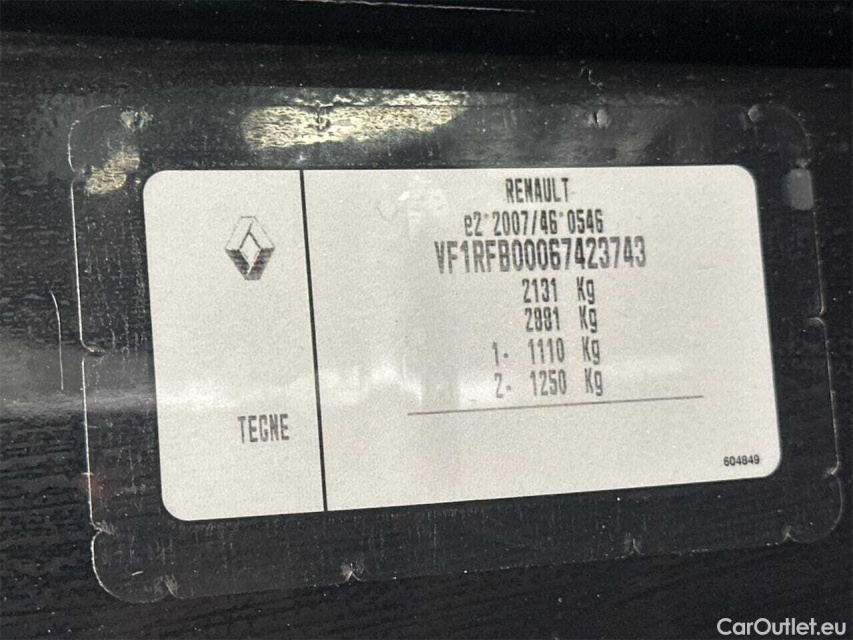 RENAULT
e2*2007/46*0546
VF1RFB00067423743
2131 Kg
2881 Kg
1- 1110 Kg
2- 1250 Kg
TEGNE
604849
CarOutlet.eu